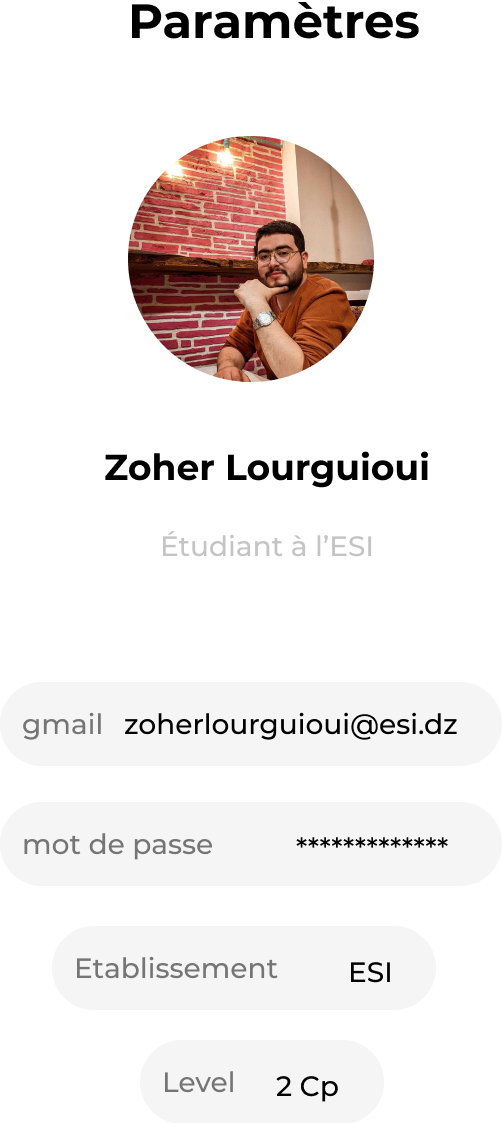 Paramètres
Zoher Lourguioui
Étudiant à l’ESI
gmail zoherlourguioui@esi.dz
mot de passe *************
Etablissement ESI
Level 2 Cp